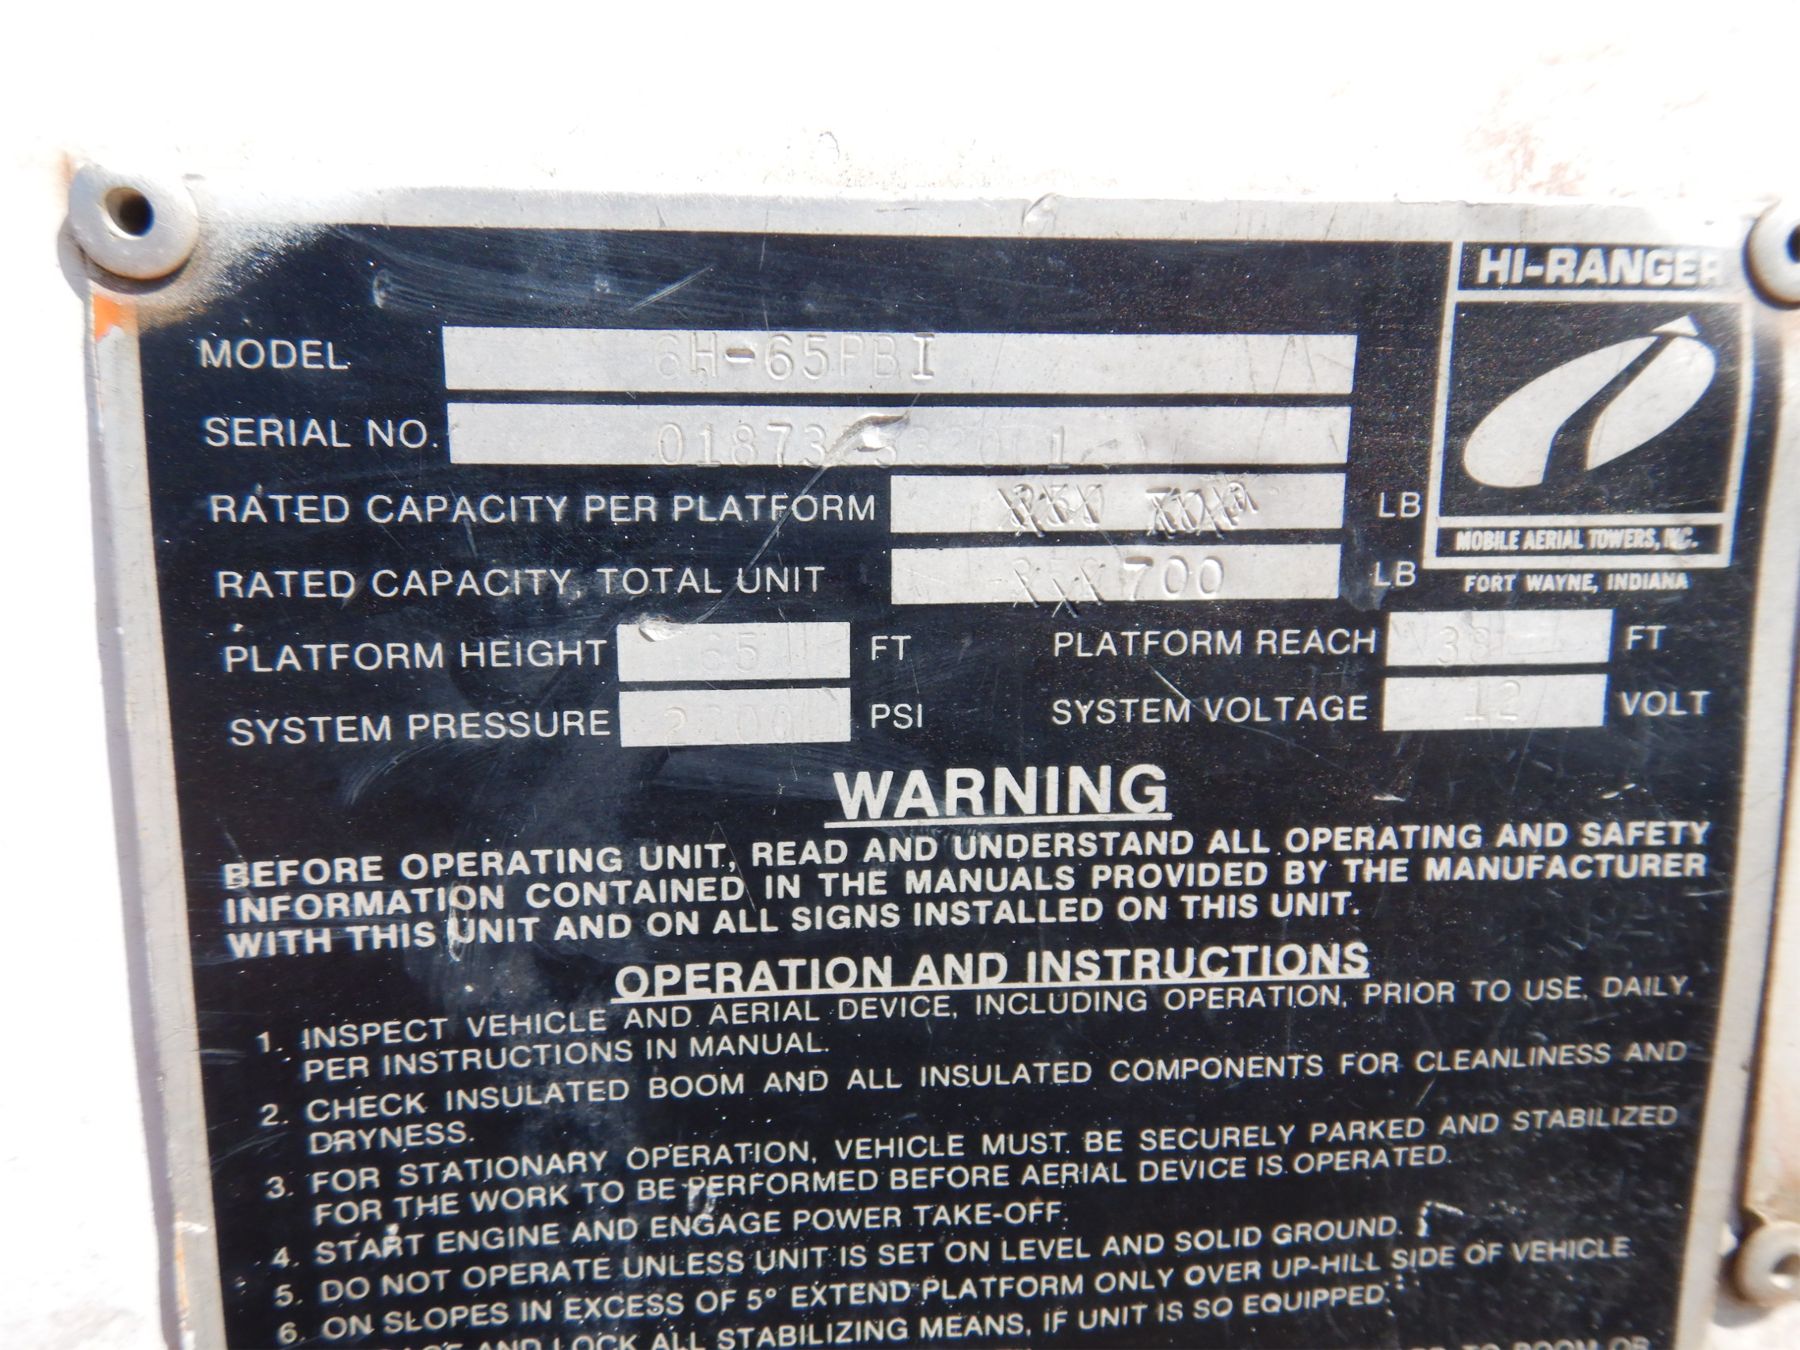 HI-RANGER
MODEL 6H-65PBI
SERIAL NO.
RATED CAPACITY PER PLATFORM LB
MOBILE AERIAL TOWERS, INC.
RATED CAPACITY, TOTAL UNIT 700 LB
FORT WAYNE, INDIANA
PLATFORM HEIGHT 65 FT PLATFORM REACH 38 FT
SYSTEM PRESSURE PSI SYSTEM VOLTAGE 12 VOLT
WARNING
BEFORE OPERATING UNIT, READ AND UNDERSTAND ALL OPERATING AND SAFETY
INFORMATION CONTAINED IN THE MANUALS PROVIDED BY THE MANUFACTURER
WITH THIS UNIT AND ON ALL SIGNS INSTALLED ON THIS UNIT.
OPERATION AND INSTRUCTIONS
1. INSPECT VEHICLE AND AERIAL DEVICE, INCLUDING OPERATION, PRIOR TO USE, DAILY,
PER INSTRUCTIONS IN MANUAL.
2. CHECK INSULATED BOOM AND ALL INSULATED COMPONENTS FOR CLEANLINESS AND
DRYNESS.
3. FOR STATIONARY OPERATION, VEHICLE MUST BE SECURELY PARKED AND STABILIZED
FOR THE WORK TO BE PERFORMED BEFORE AERIAL DEVICE IS OPERATED.
4. START ENGINE AND ENGAGE POWER TAKE-OFF.
5. DO NOT OPERATE UNLESS UNIT IS SET ON LEVEL AND SOLID GROUND.
6. ON SLOPES IN EXCESS OF 5° EXTEND PLATFORM ONLY OVER UP-HILL SIDE OF VEHICLE
AND LOCK ALL STABILIZING MEANS, IF UNIT IS SO EQUIPPED.
TO BOOM OR